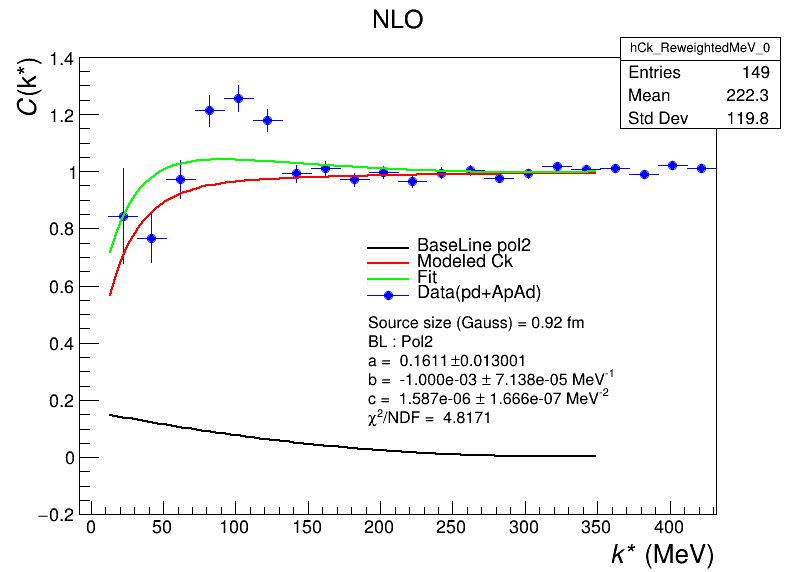 NLO
hCk_ReweightedMeV_0
Entries 149
Mean 222.3
Std Dev 119.8
C(k*)
1.4
1.2
1
0.8
0.6
0.4
0.2
0
−0.2
BaseLine pol2
Modeled Ck
Fit
Data(pd+ApAd)
Source size (Gauss) = 0.92 fm
BL : Pol2
a = 0.1611±0.013001
b = -1.000e-03 ± 7.138e-05 MeV⁻¹
c = 1.587e-06 ± 1.666e-07 MeV⁻²
χ²/NDF = 4.8171
0 50 100 150 200 250 300 350 400
k* (MeV)